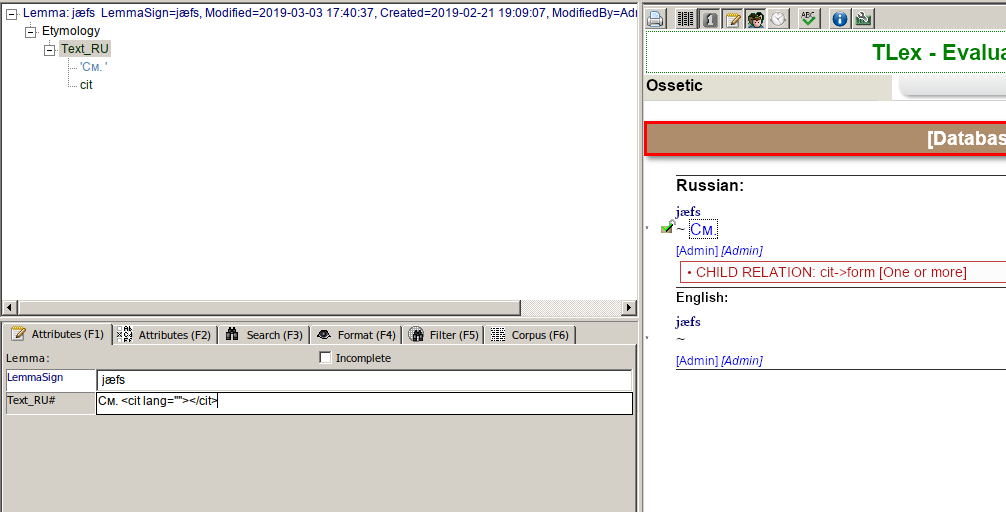 Lemma: jæfs LemmaSign=jæfs, Modified=2019-03-03 17:40:37, Created=2019-02-21 19:09:07, ModifiedBy=Adr
Etymology
Text_RU
'См. '
cit
Attributes (F1)
Attributes (F2)
Search (F3)
Format (F4)
Filter (F5)
Corpus (F6)
Lemma:
Incomplete
LemmaSign
jæfs
Text_RU#
См. <cit lang=""></cit>
TLex - Evalua
Ossetic
[Databas
Russian:
jæfs
~ См.
[Admin] [Admin]
• CHILD RELATION: cit->form [One or more]
English:
jæfs
~
[Admin] [Admin]